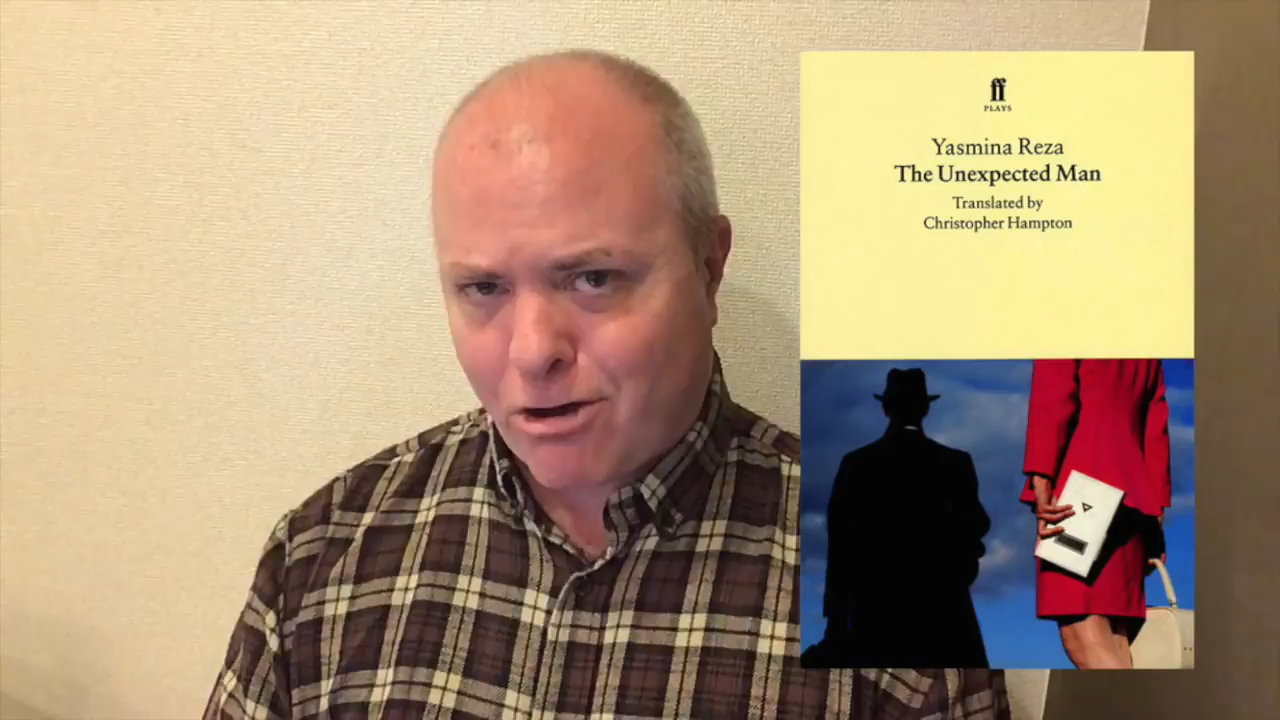 ff
PLAYS
Yasmina Reza
The Unexpected Man
Translated by
Christopher Hampton